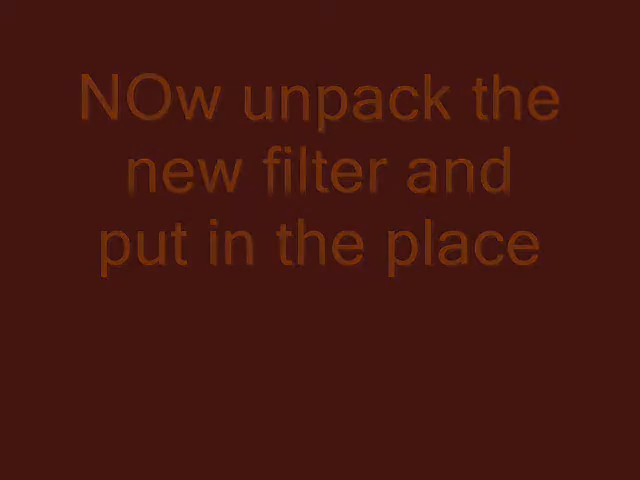 NOw unpack the
new filter and
put in the place